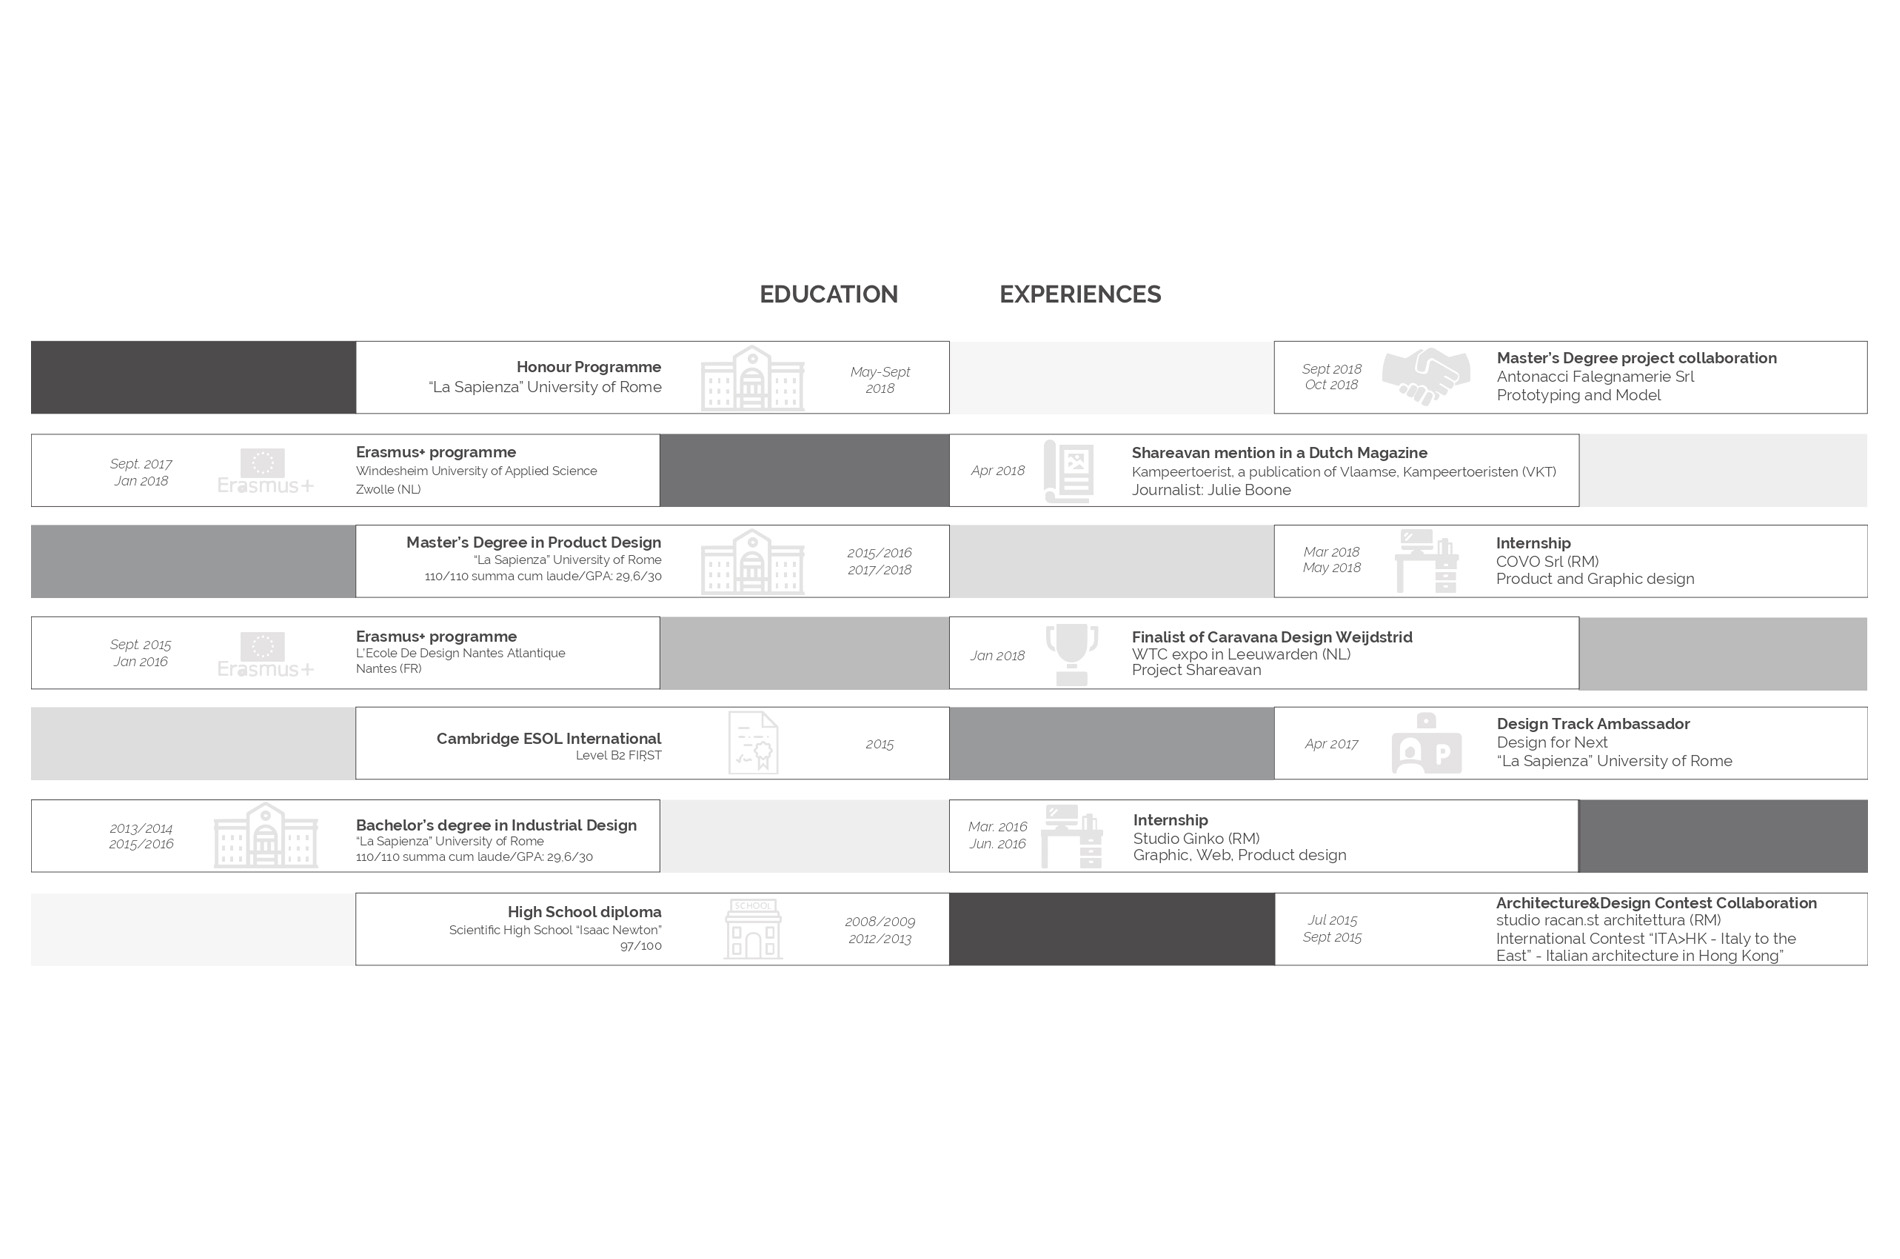 EDUCATION
EXPERIENCES
Honour Programme
“La Sapienza” University of Rome
May-Sept
2018
Sept. 2017
Jan 2018
Erasmus+
Erasmus+ programme
Windesheim University of Applied Science
Zwolle (NL)
Master’s Degree in Product Design
“La Sapienza” University of Rome
110/110 summa cum laude/GPA: 29,6/30
2015/2016
2017/2018
Sept. 2015
Jan 2016
Erasmus+
Erasmus+ programme
L’Ecole De Design Nantes Atlantique
Nantes (FR)
Cambridge ESOL International
Level B2 FIRST
2015
2013/2014
2015/2016
Bachelor’s degree in Industrial Design
“La Sapienza” University of Rome
110/110 summa cum laude/GPA: 29,6/30
High School diploma
Scientific High School “Isaac Newton”
97/100
SCHOOL
2008/2009
2012/2013
Sept 2018
Oct 2018
Master’s Degree project collaboration
Antonacci Falegnamerie Srl
Prototyping and Model
Apr 2018
Shareavan mention in a Dutch Magazine
Kampeertoerist, a publication of Vlaamse, Kampeertoeristen (VKT)
Journalist: Julie Boone
Mar 2018
May 2018
Internship
COVO Srl (RM)
Product and Graphic design
Jan 2018
Finalist of Caravana Design Weijdstrid
WTC expo in Leeuwarden (NL)
Project Shareavan
Apr 2017
P
Design Track Ambassador
Design for Next
“La Sapienza” University of Rome
Mar. 2016
Jun. 2016
Internship
Studio Ginko (RM)
Graphic, Web, Product design
Jul 2015
Sept 2015
Architecture&Design Contest Collaboration
studio racan.st architettura (RM)
International Contest “ITA>HK - Italy to the
East” - Italian architecture in Hong Kong”